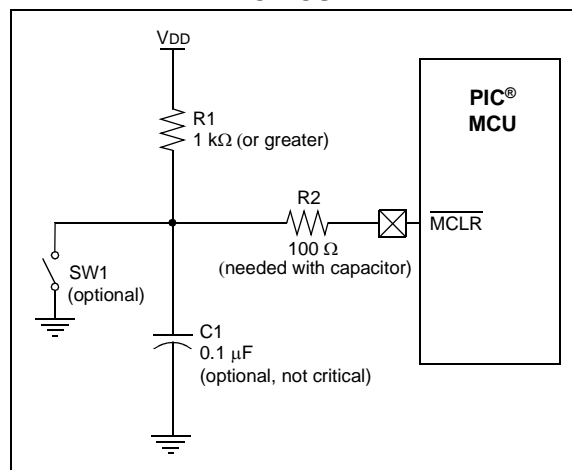 VDD
R1
1 kΩ (or greater)
PIC®
MCU
R2
MCLR
100 Ω
(needed with capacitor)
SW1
(optional)
C1
0.1 μF
(optional, not critical)